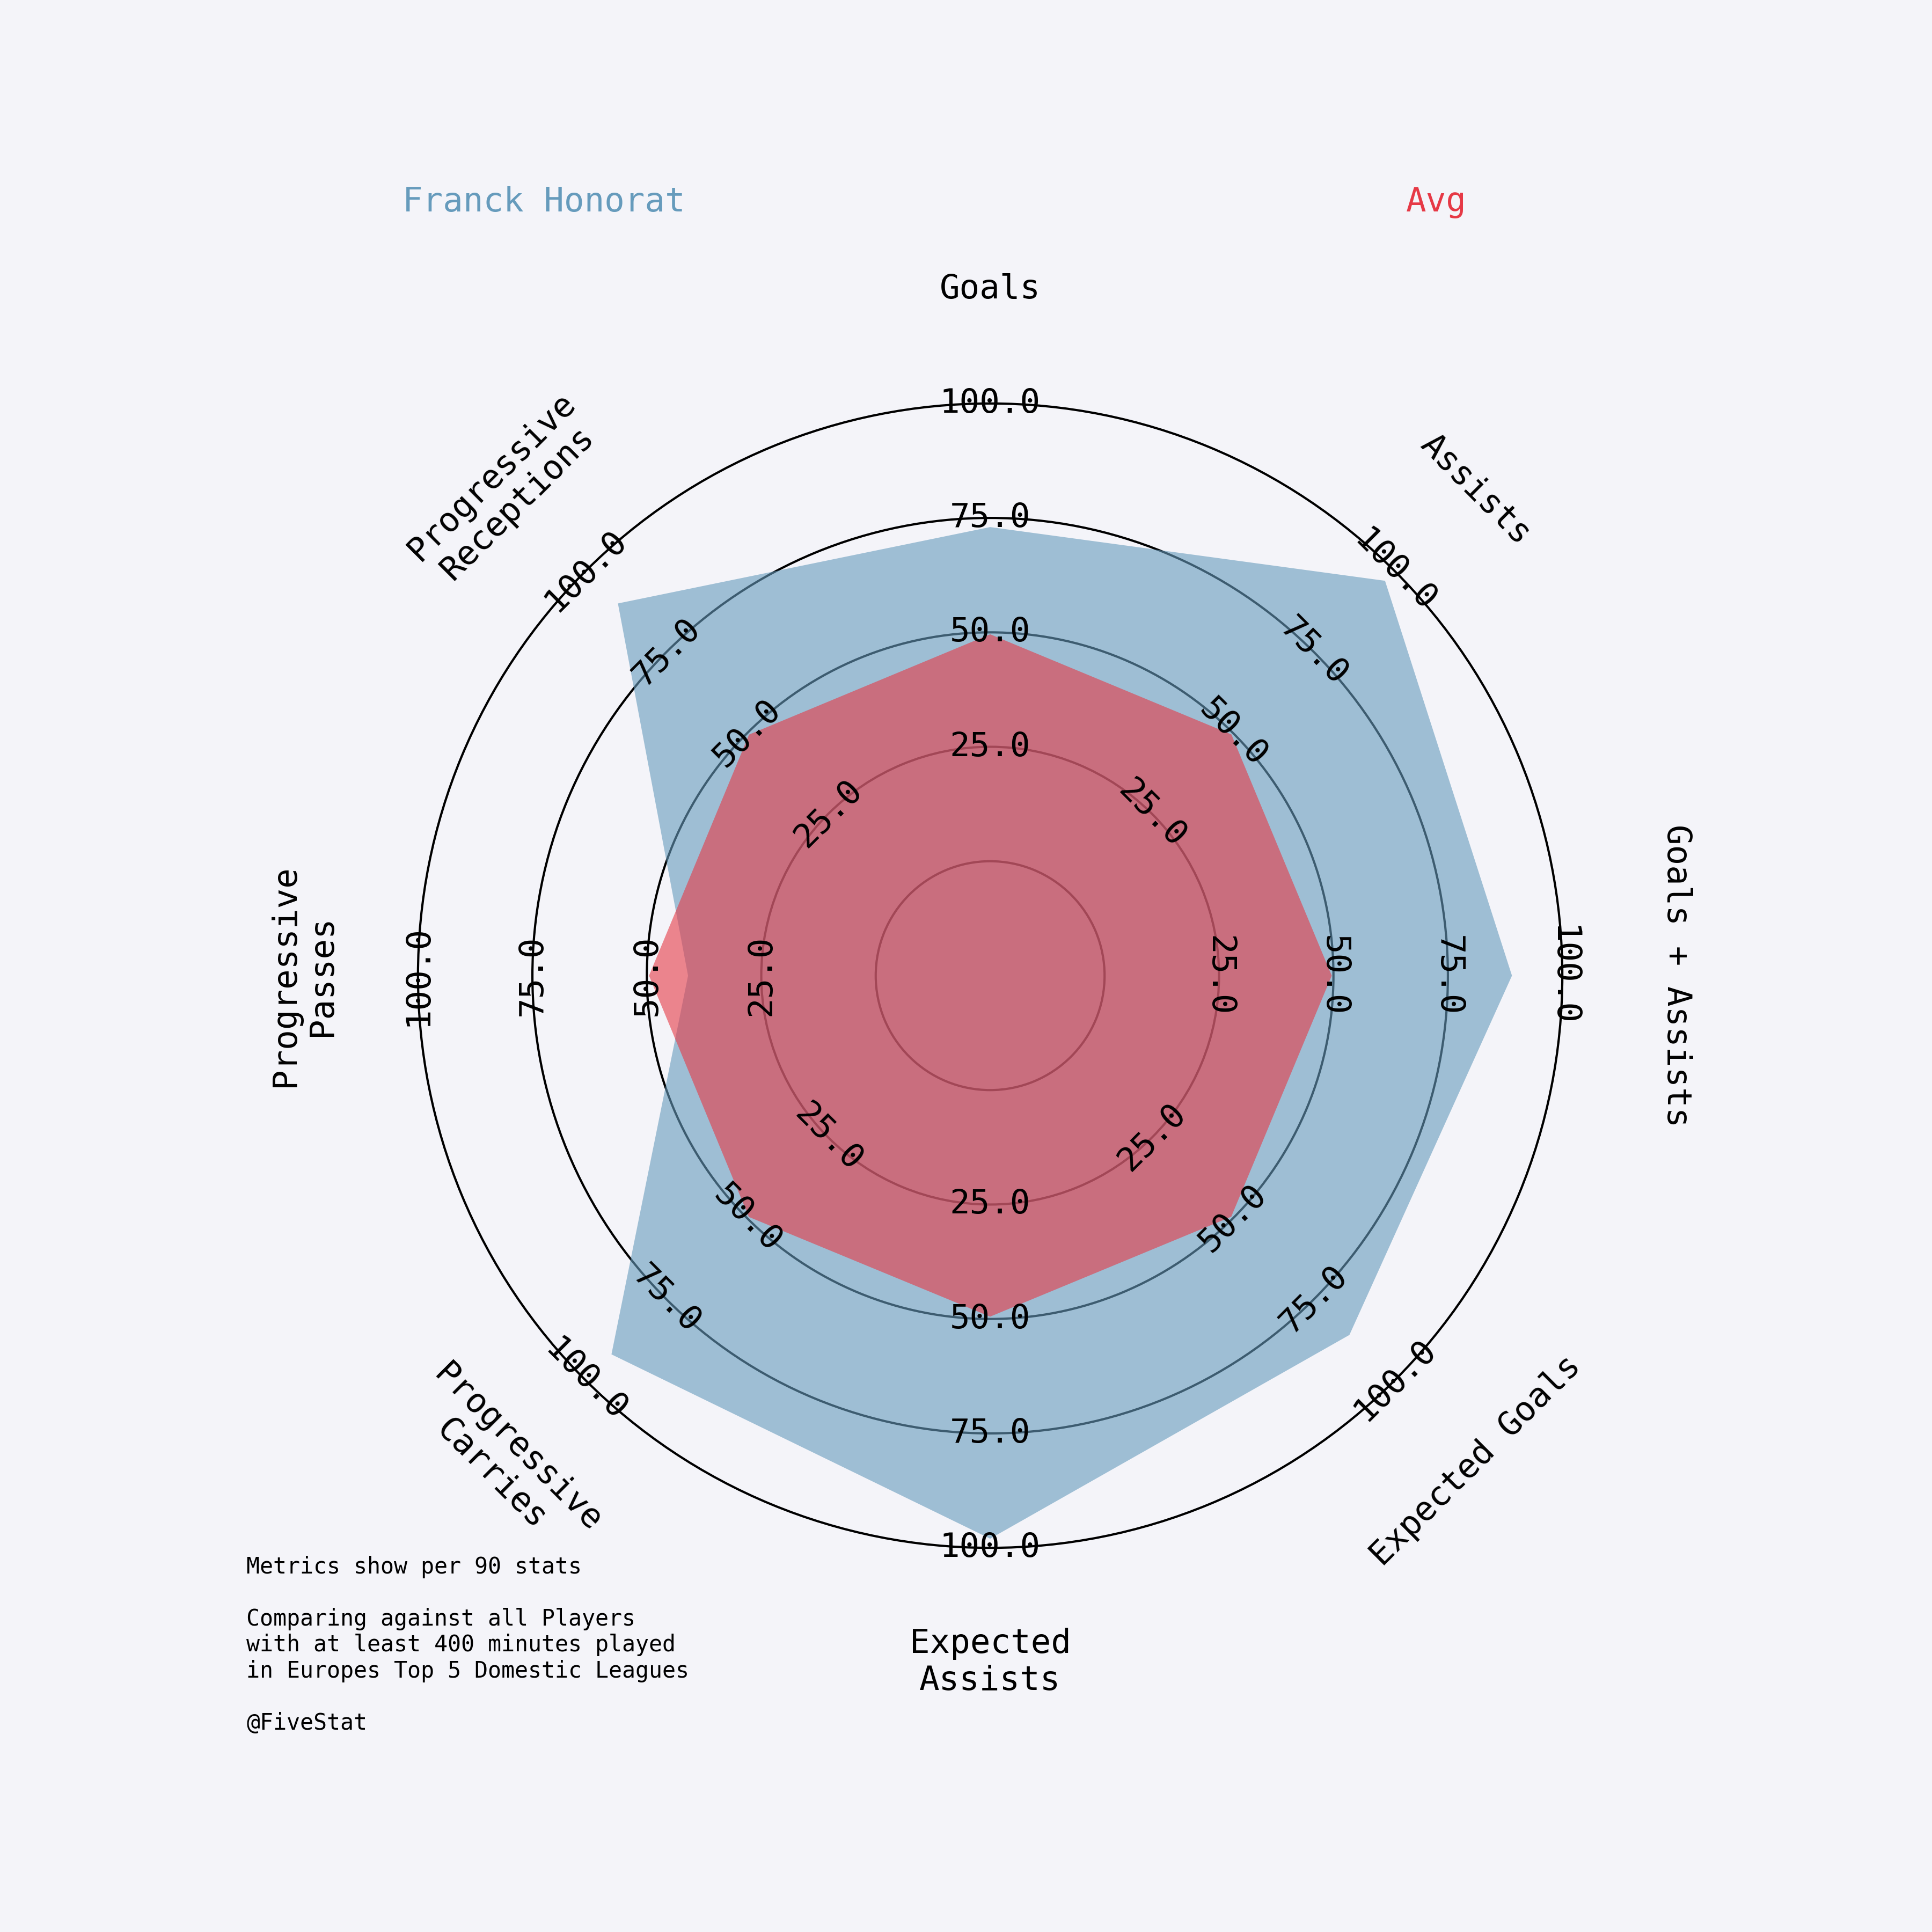 Franck Honorat
Avg
Goals
Assists
Goals + Assists
Expected Goals
Expected
Assists
Progressive
Carries
Progressive
Passes
Progressive
Receptions
25.0
50.0
75.0
100.0
25.0
50.0
75.0
100.0
25.0
50.0
75.0
100.0
25.0
50.0
75.0
100.0
25.0
50.0
75.0
100.0
25.0
50.0
75.0
100.0
25.0
50.0
75.0
100.0
25.0
50.0
75.0
100.0
Metrics show per 90 stats
Comparing against all Players
with at least 400 minutes played
in Europes Top 5 Domestic Leagues
@FiveStat